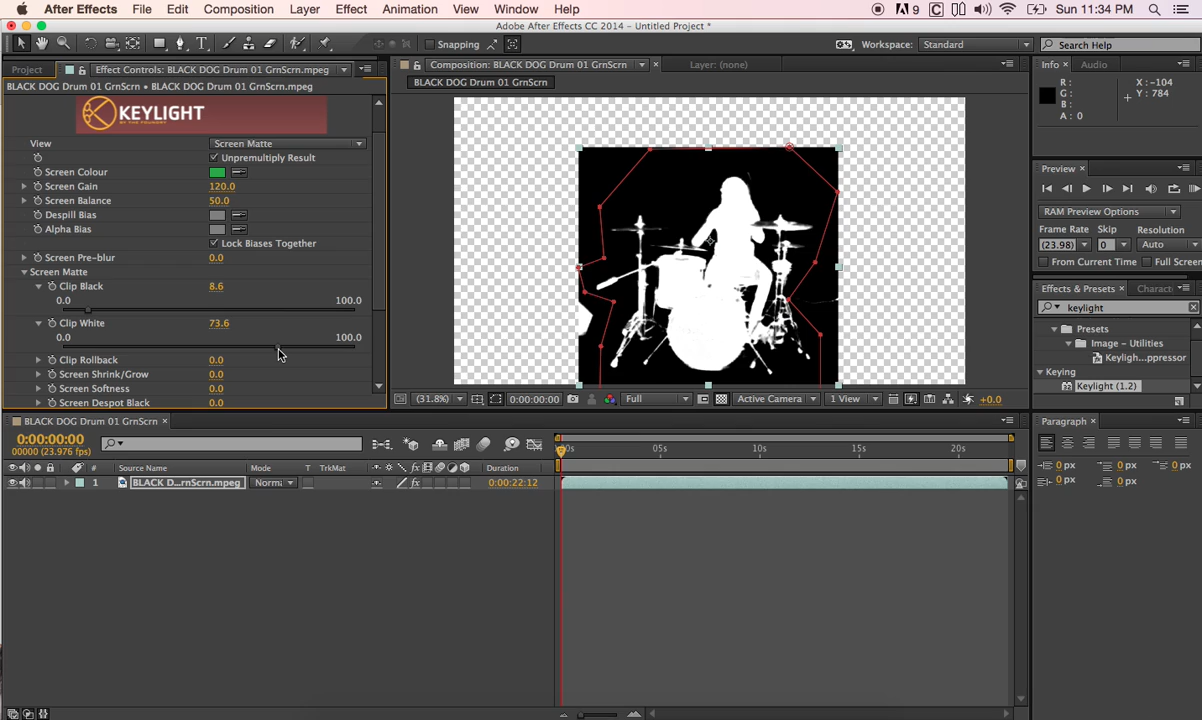 After Effects File Edit Composition Layer Effect Animation View Window Help 9 Sun 11:34 PM
Adobe After Effects CC 2014 - Untitled Project *
Snapping Workspace: Standard Search Help
Project Effect Controls: BLACK DOG Drum 01 GrnScrn.mpeg Composition: BLACK DOG Drum 01 GrnScrn Layer: (none) Info Audio
BLACK DOG Drum 01 GrnScrn • BLACK DOG Drum 01 GrnScrn.mpeg
BLACK DOG Drum 01 GrnScrn
KEYLIGHT
BY THE FOUNDRY
View Screen Matte
Unpremultiply Result
Screen Colour
Screen Gain 120.0
Screen Balance 50.0
Despill Bias
Alpha Bias
Lock Biases Together
Screen Pre-blur 0.0
Screen Matte
Clip Black 8.6
0.0 100.0
Clip White 73.6
0.0 100.0
Clip Rollback 0.0
Screen Shrink/Grow 0.0
Screen Softness 0.0
Screen Despot Black 0.0
R :
G :
B :
A : 0
X : -104
Y : 784
Preview
RAM Preview Options
Frame Rate Skip Resolution
(23.98) 0 Auto
From Current Time Full Screen
Effects & Presets Charact
keylight
Presets
Image – Utilities
Keyligh...ppressor
Keying
Keylight (1.2)
(31.8%) 0:00:00:00 Full Active Camera 1 View +0.0
BLACK DOG Drum 01 GrnScrn
0:00:00:00
00000 (23.976 fps)
# Source Name Mode T TrkMat Duration
1 BLACK D...rnScrn.mpeg Norm 0:00:22:12
05s 10s 15s 20s
Paragraph
0 px 0 px 0 px
0 px 0 px